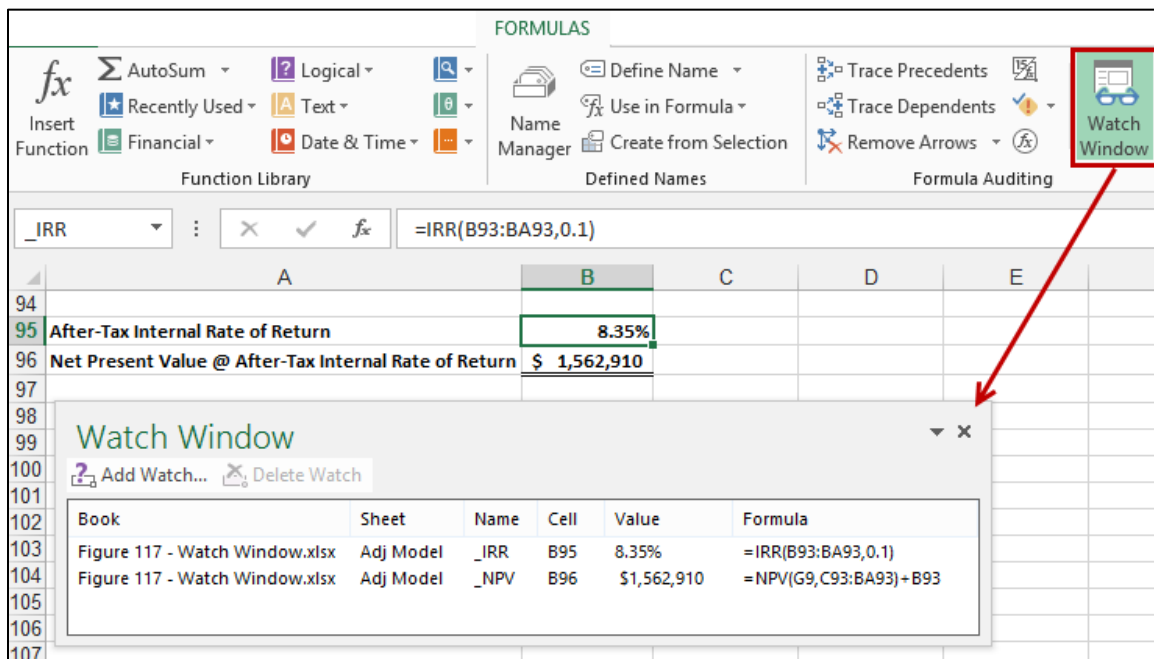 FORMULAS
fx AutoSum Logical Define Name Trace Precedents
Recently Used Text θ Use in Formula Trace Dependents
Insert Function Financial Date & Time Name Manager Create from Selection Remove Arrows Watch Window
Function Library Defined Names Formula Auditing
_IRR fx =IRR(B93:BA93,0.1)
A B C D E
94
95 After-Tax Internal Rate of Return 8.35%
96 Net Present Value @ After-Tax Internal Rate of Return $ 1,562,910
97
98
99 Watch Window
100 Add Watch... Delete Watch
101
102 Book Sheet Name Cell Value Formula
103 Figure 117 - Watch Window.xlsx Adj Model _IRR B95 8.35% =IRR(B93:BA93,0.1)
104 Figure 117 - Watch Window.xlsx Adj Model _NPV B96 $1,562,910 =NPV(G9,C93:BA93)+B93
105
106
107